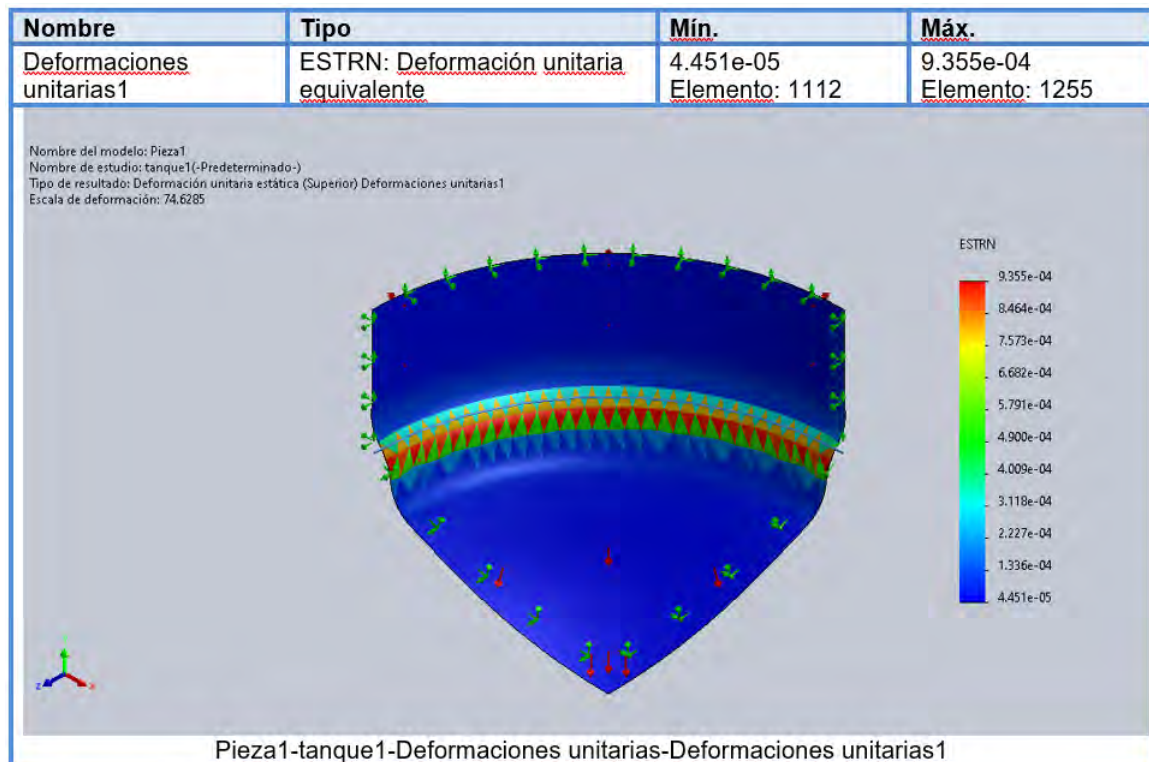 Nombre Tipo Mín. Máx.
Deformaciones unitarias1 ESTRN: Deformación unitaria equivalente 4.451e-05 Elemento: 1112 9.355e-04 Elemento: 1255
Nombre del modelo: Pieza1
Nombre de estudio: tanque1(-Predeterminado-)
Tipo de resultado: Deformación unitaria estática (Superior) Deformaciones unitarias1
Escala de deformación: 74.6285
ESTRN
9.355e-04
8.464e-04
7.573e-04
6.682e-04
5.791e-04
4.900e-04
4.009e-04
3.118e-04
2.227e-04
1.336e-04
4.451e-05
Pieza1-tanque1-Deformaciones unitarias-Deformaciones unitarias1